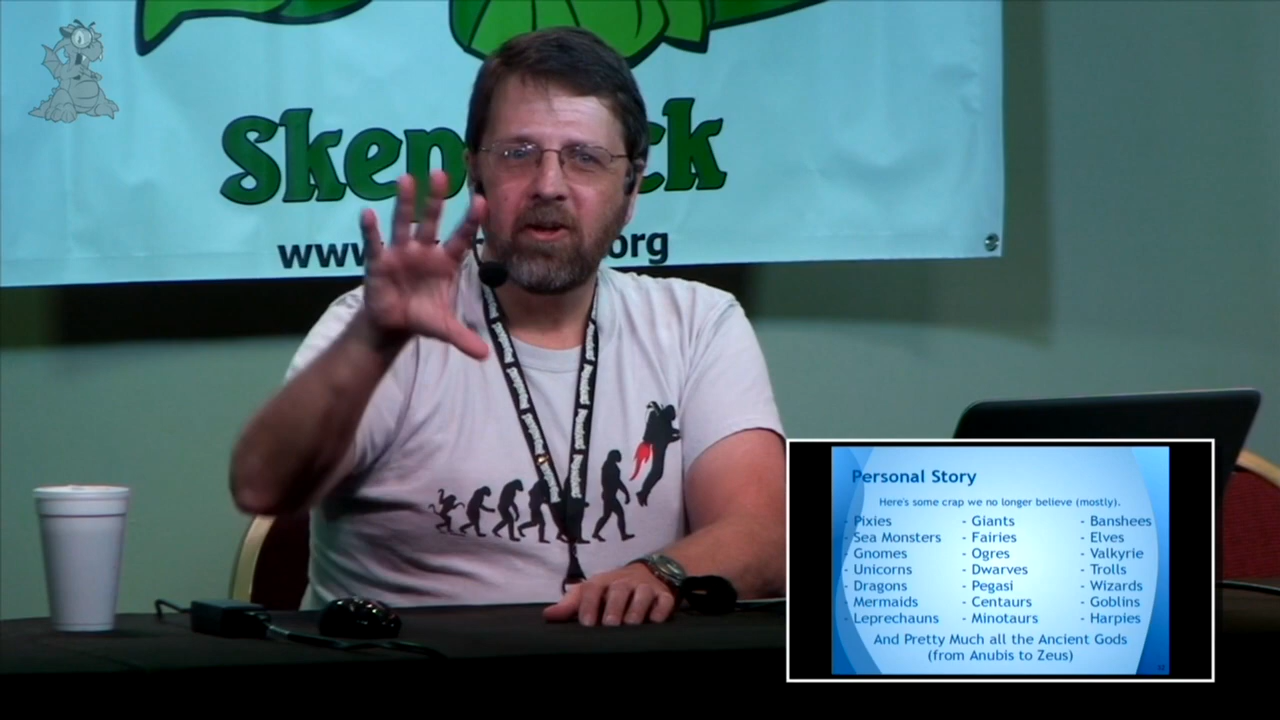 Skep ck
www. org
Personal Story
Here's some crap we no longer believe (mostly).
- Pixies - Giants - Banshees
- Sea Monsters - Fairies - Elves
- Gnomes - Ogres - Valkyrie
- Unicorns - Dwarves - Trolls
- Dragons - Pegasi - Wizards
- Mermaids - Centaurs - Goblins
- Leprechauns - Minotaurs - Harpies
And Pretty Much all the Ancient Gods
(from Anubis to Zeus)